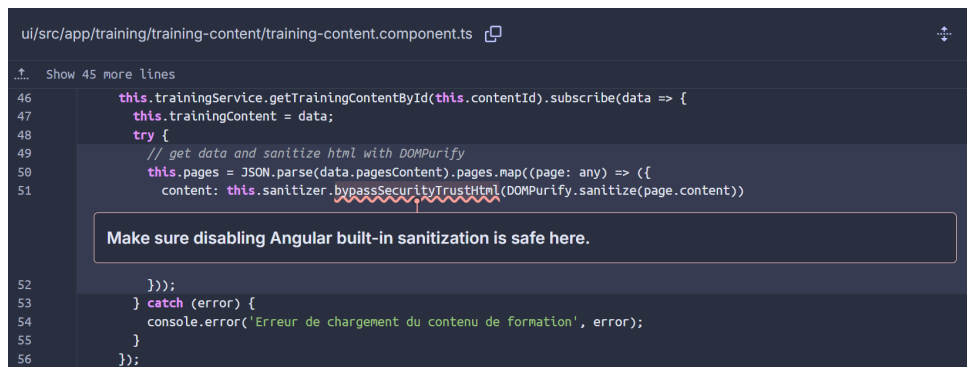 ui/src/app/training/training-content/training-content.component.ts
Show 45 more lines
46 this.trainingService.getTrainingContentById(this.contentId).subscribe(data => {
47 this.trainingContent = data;
48 try {
49 // get data and sanitize html with DOMPurify
50 this.pages = JSON.parse(data.pagesContent).pages.map((page: any) => ({
51 content: this.sanitizer.bypassSecurityTrustHtml(DOMPurify.sanitize(page.content))
Make sure disabling Angular built-in sanitization is safe here.
52 }));
53 } catch (error) {
54 console.error('Erreur de chargement du contenu de formation', error);
55 }
56 });